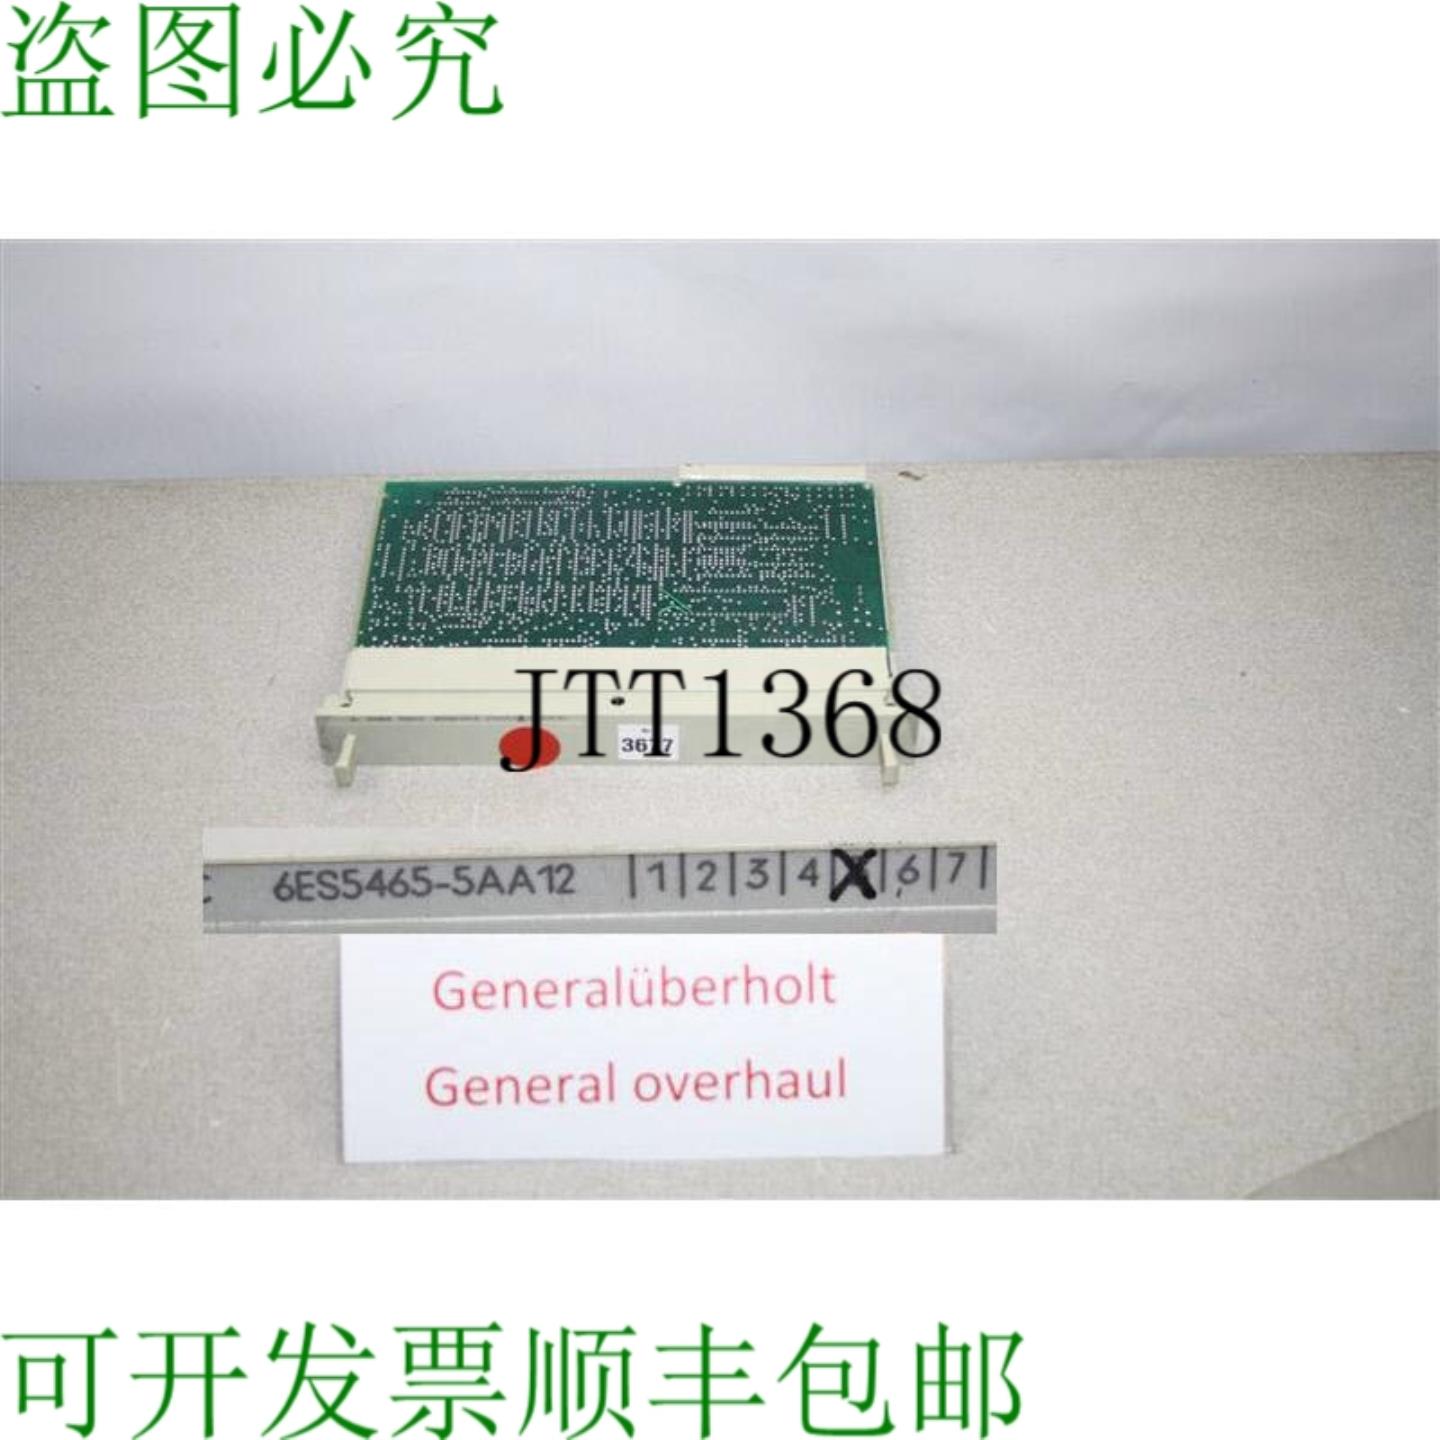 盗图必究
JTT1368
6ES5465-5AA12 |1|2|3|4|X|6|7|
Generalüberholt
General overhaul
可开发票顺丰包邮